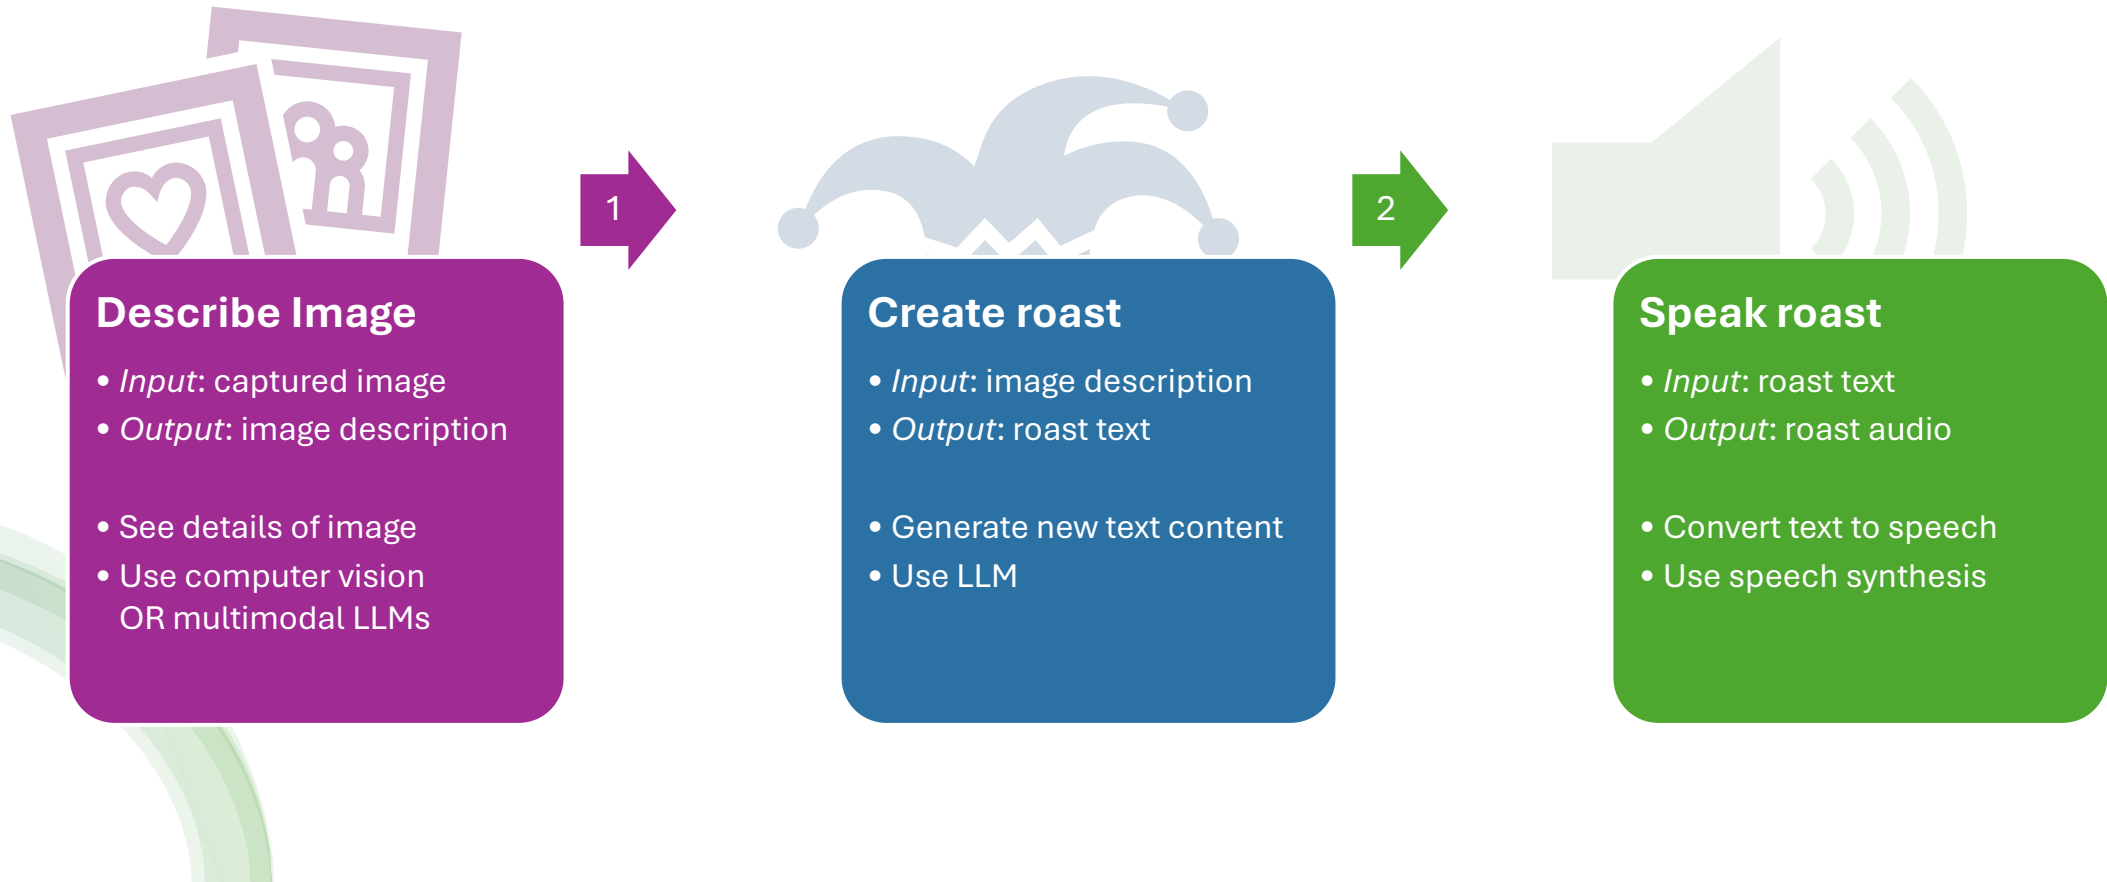 1
2
Describe Image
• Input: captured image
• Output: image description
• See details of image
• Use computer vision
OR multimodal LLMs
Create roast
• Input: image description
• Output: roast text
• Generate new text content
• Use LLM
Speak roast
• Input: roast text
• Output: roast audio
• Convert text to speech
• Use speech synthesis